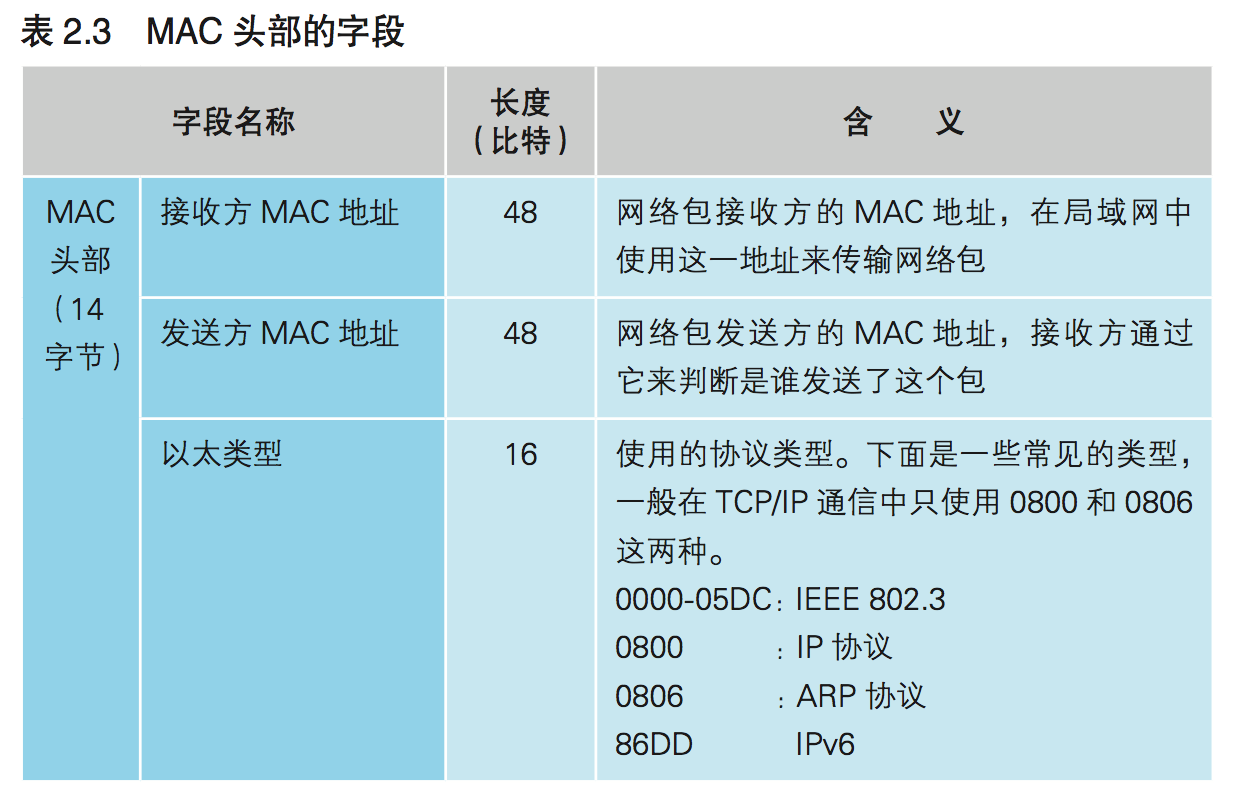 表 2.3 MAC 头部的字段
字段名称
长度
（比特）
含 义
MAC
头部
（14
字节）
接收方 MAC 地址
48
网络包接收方的 MAC 地址，在局域网中
使用这一地址来传输网络包
发送方 MAC 地址
48
网络包发送方的 MAC 地址，接收方通过
它来判断是谁发送了这个包
以太类型
16
使用的协议类型。下面是一些常见的类型，
一般在 TCP/IP 通信中只使用 0800 和 0806
这两种。
0000-05DC：IEEE 802.3
0800 ：IP 协议
0806 ：ARP 协议
86DD IPv6